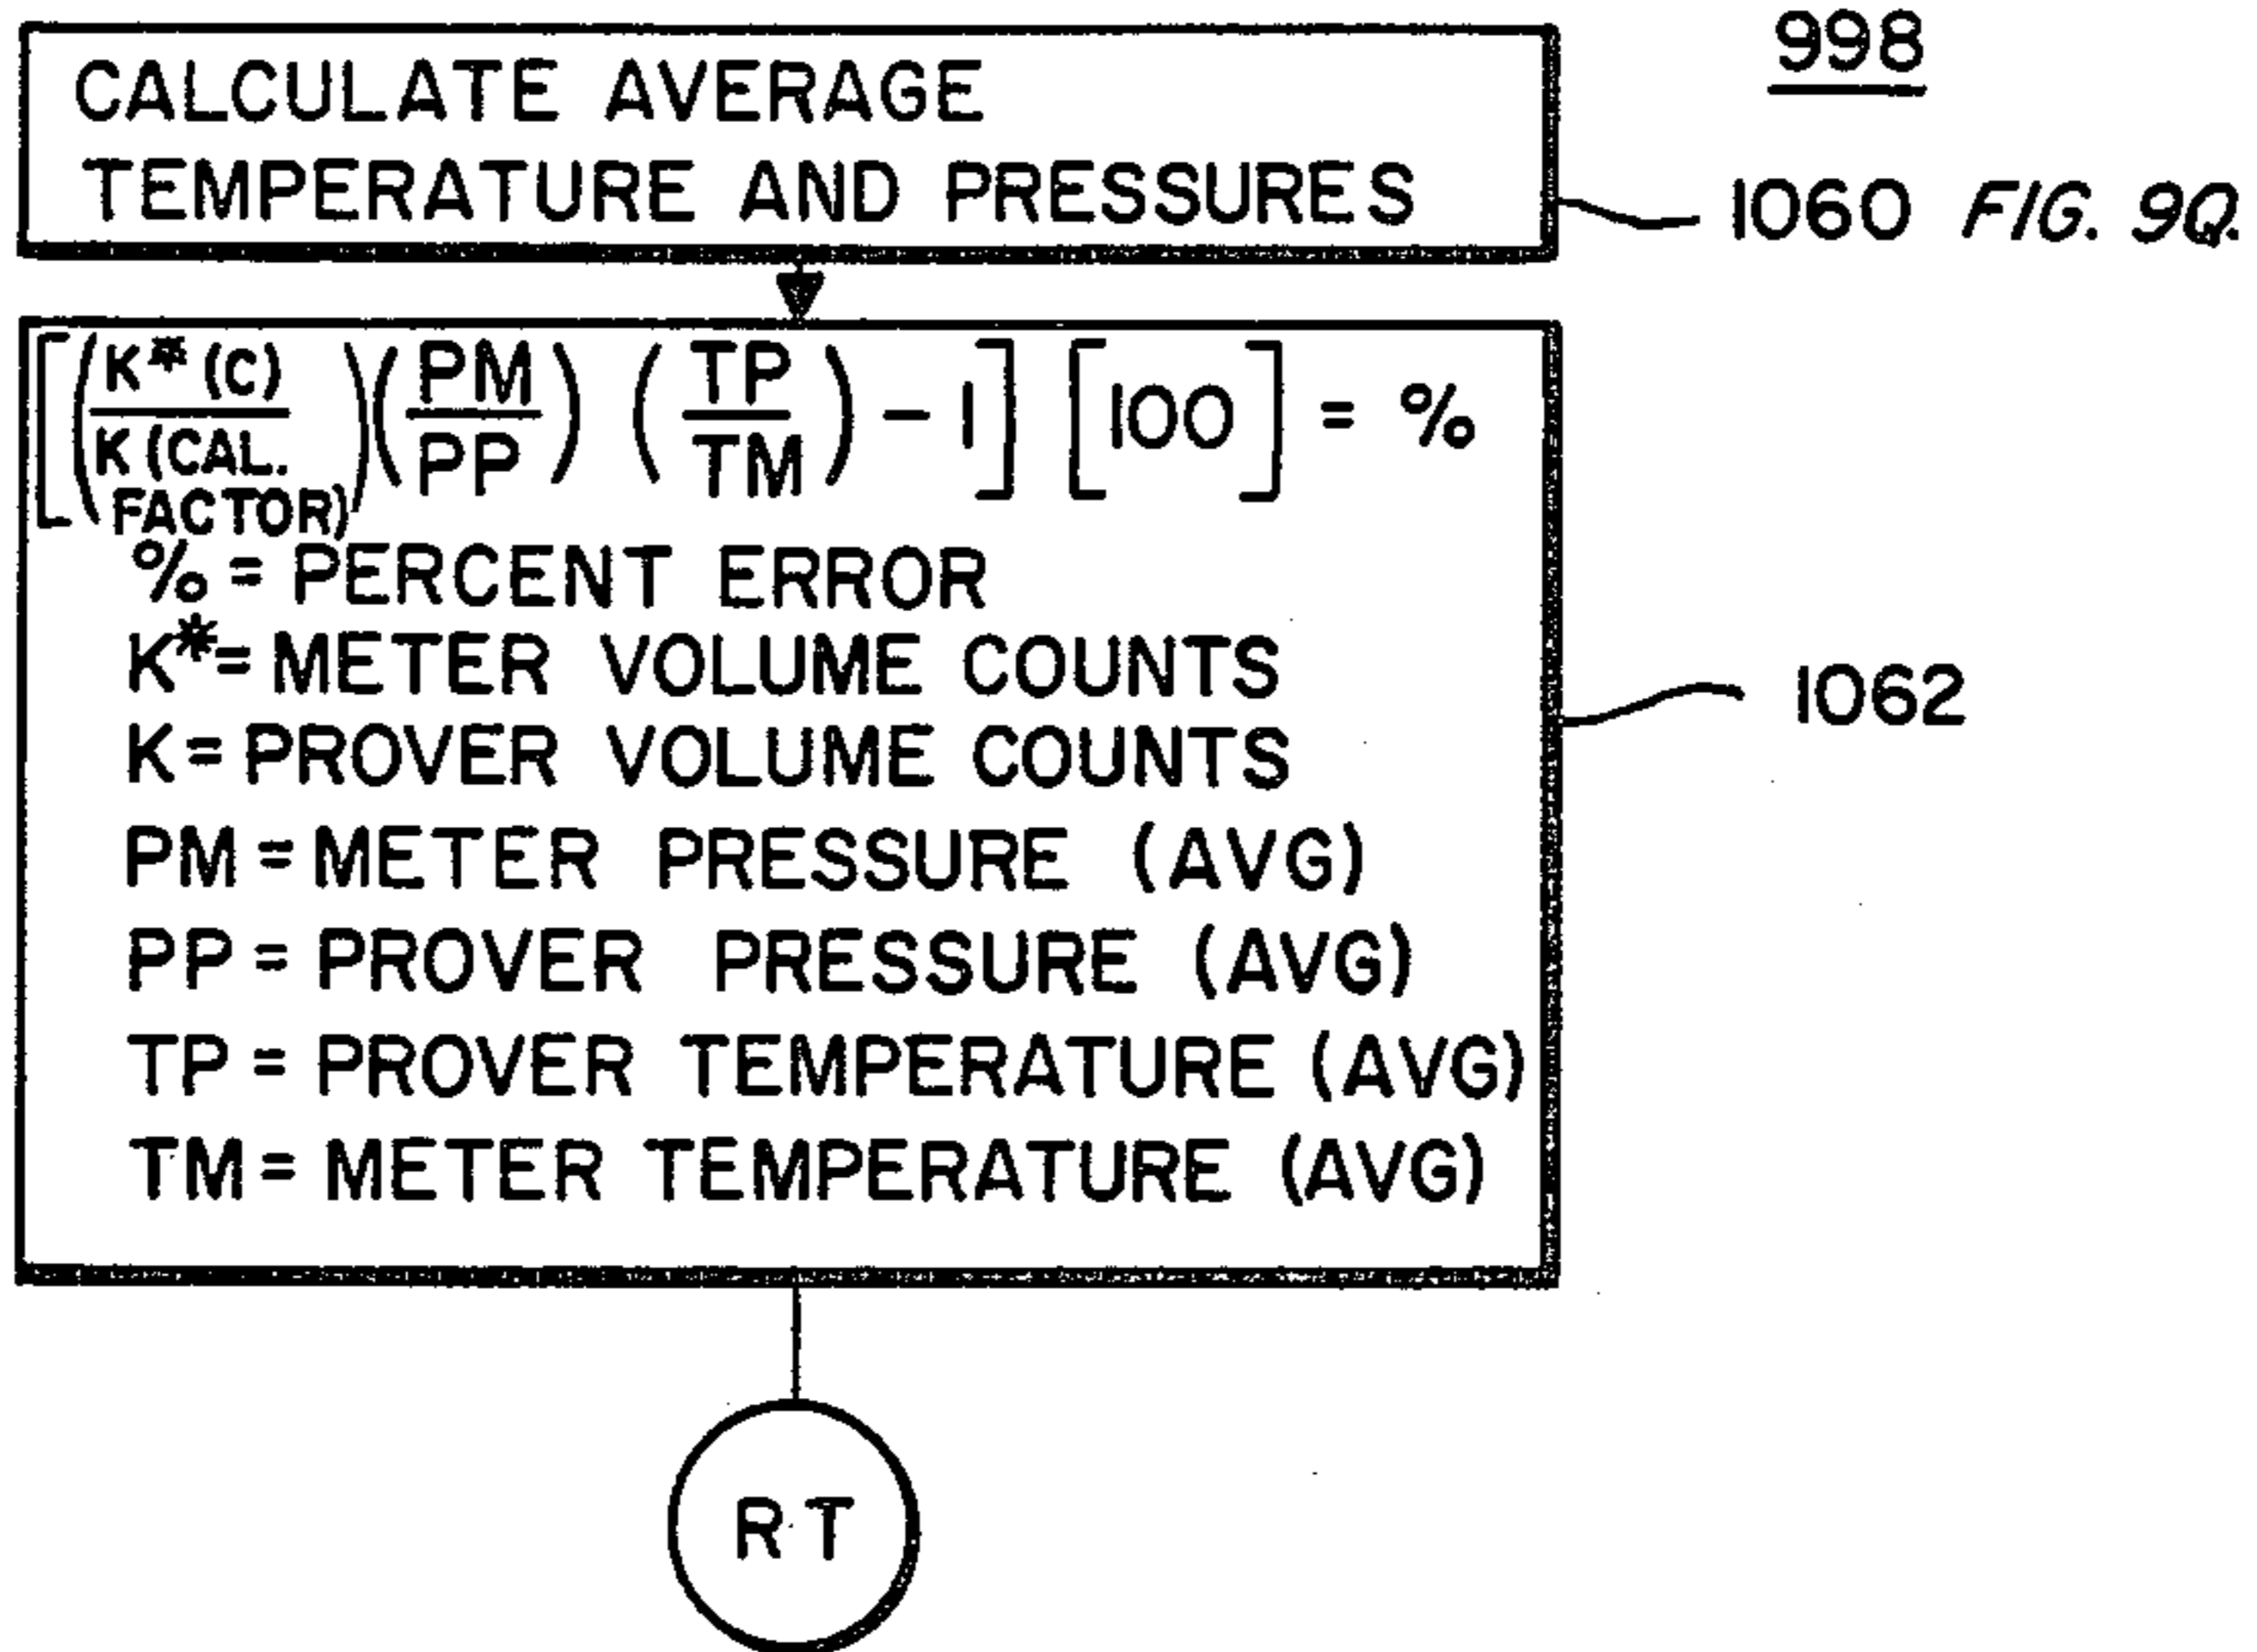 998
CALCULATE AVERAGE
TEMPERATURE AND PRESSURES
1060 FIG. 9Q.
[(K*(C) / K(CAL. FACTOR))(PM/PP) (TP/TM) - 1] [100] = %
% = PERCENT ERROR
K* = METER VOLUME COUNTS
K = PROVER VOLUME COUNTS
1062
PM = METER PRESSURE (AVG)
PP = PROVER PRESSURE (AVG)
TP = PROVER TEMPERATURE (AVG)
TM = METER TEMPERATURE (AVG)
RT